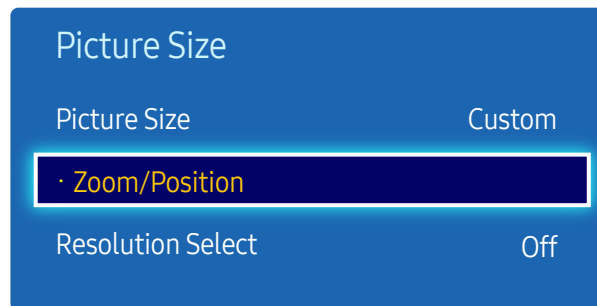 Picture Size
Picture Size Custom
· Zoom/Position
Resolution Select Off